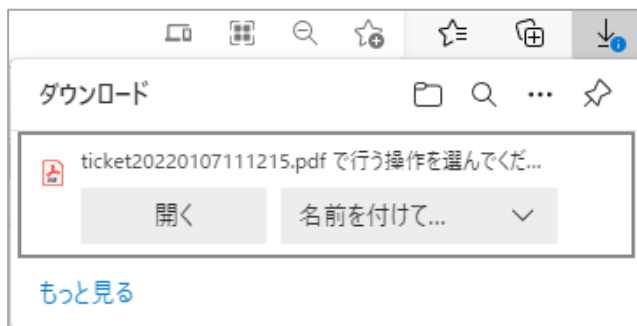 ダウンロード
ticket20220107111215.pdf で行う操作を選んでくだ...
開く
名前を付けて...
もっと見る